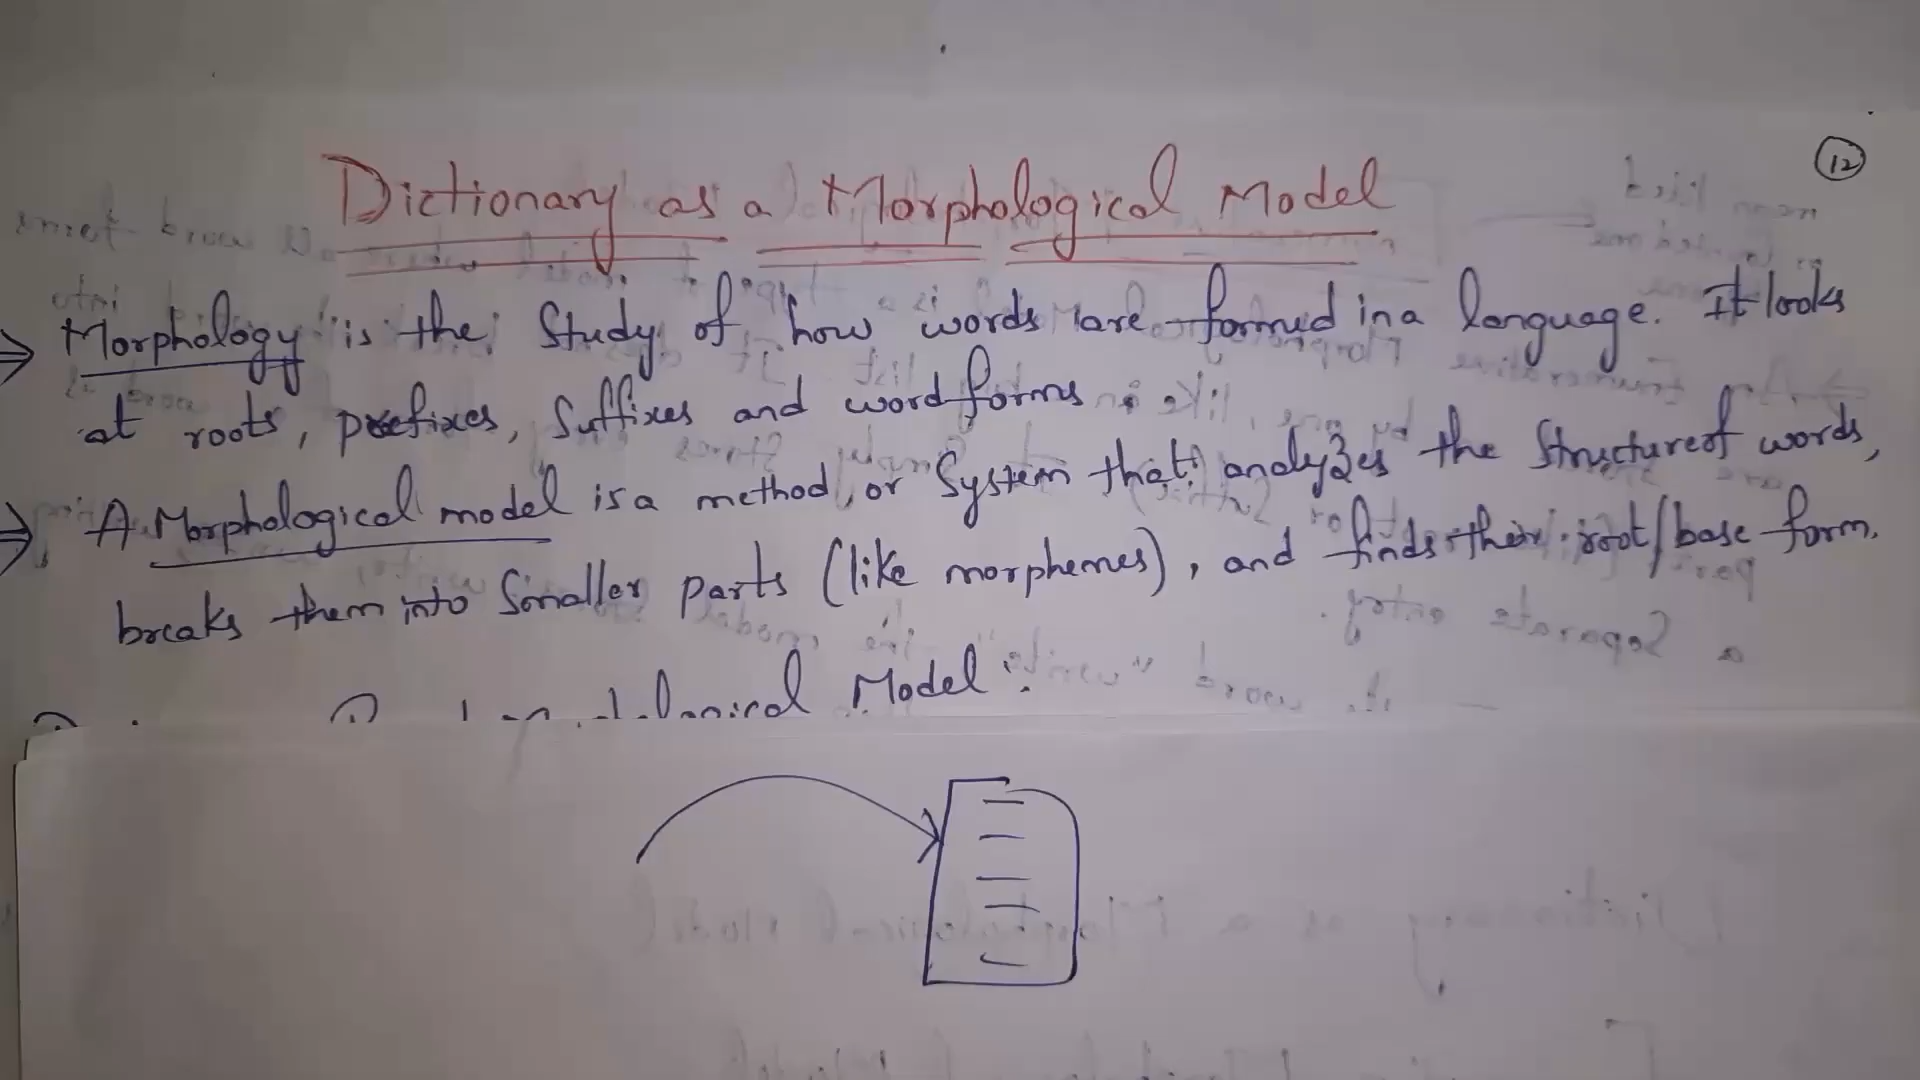 12
Dictionary as a Morphological Model
⇒ Morphology is the Study of how words are formed in a language. It looks
at roots, prefixes, Suffixes and word forms.
⇒ A Morphological model is a method or System that analyzes the Structure of words,
breaks them into Smaller parts (like morphemes), and finds their root/base form.
Model :